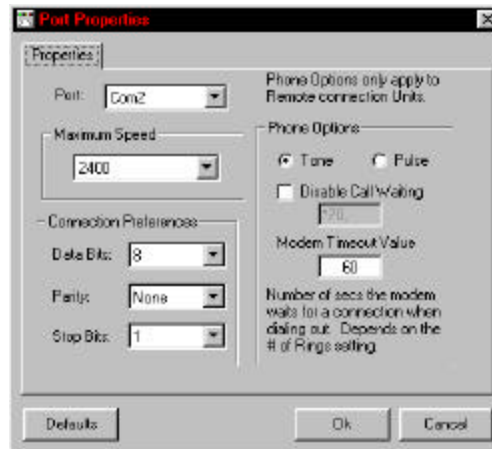 Port Properties
Properties
Port: Com2
Phone Options only apply to
Remote connection Units.
Maximum Speed
2400
Phone Options
Tone Pulse
Disable Call Waiting
*70,
Modem Timeout Value
60
Number of secs the modem
waits for a connection when
dialing out. Depends on the
# of Rings setting.
Connection Preferences
Data Bits: 8
Parity: None
Stop Bits: 1
Defaults
Ok
Cancel